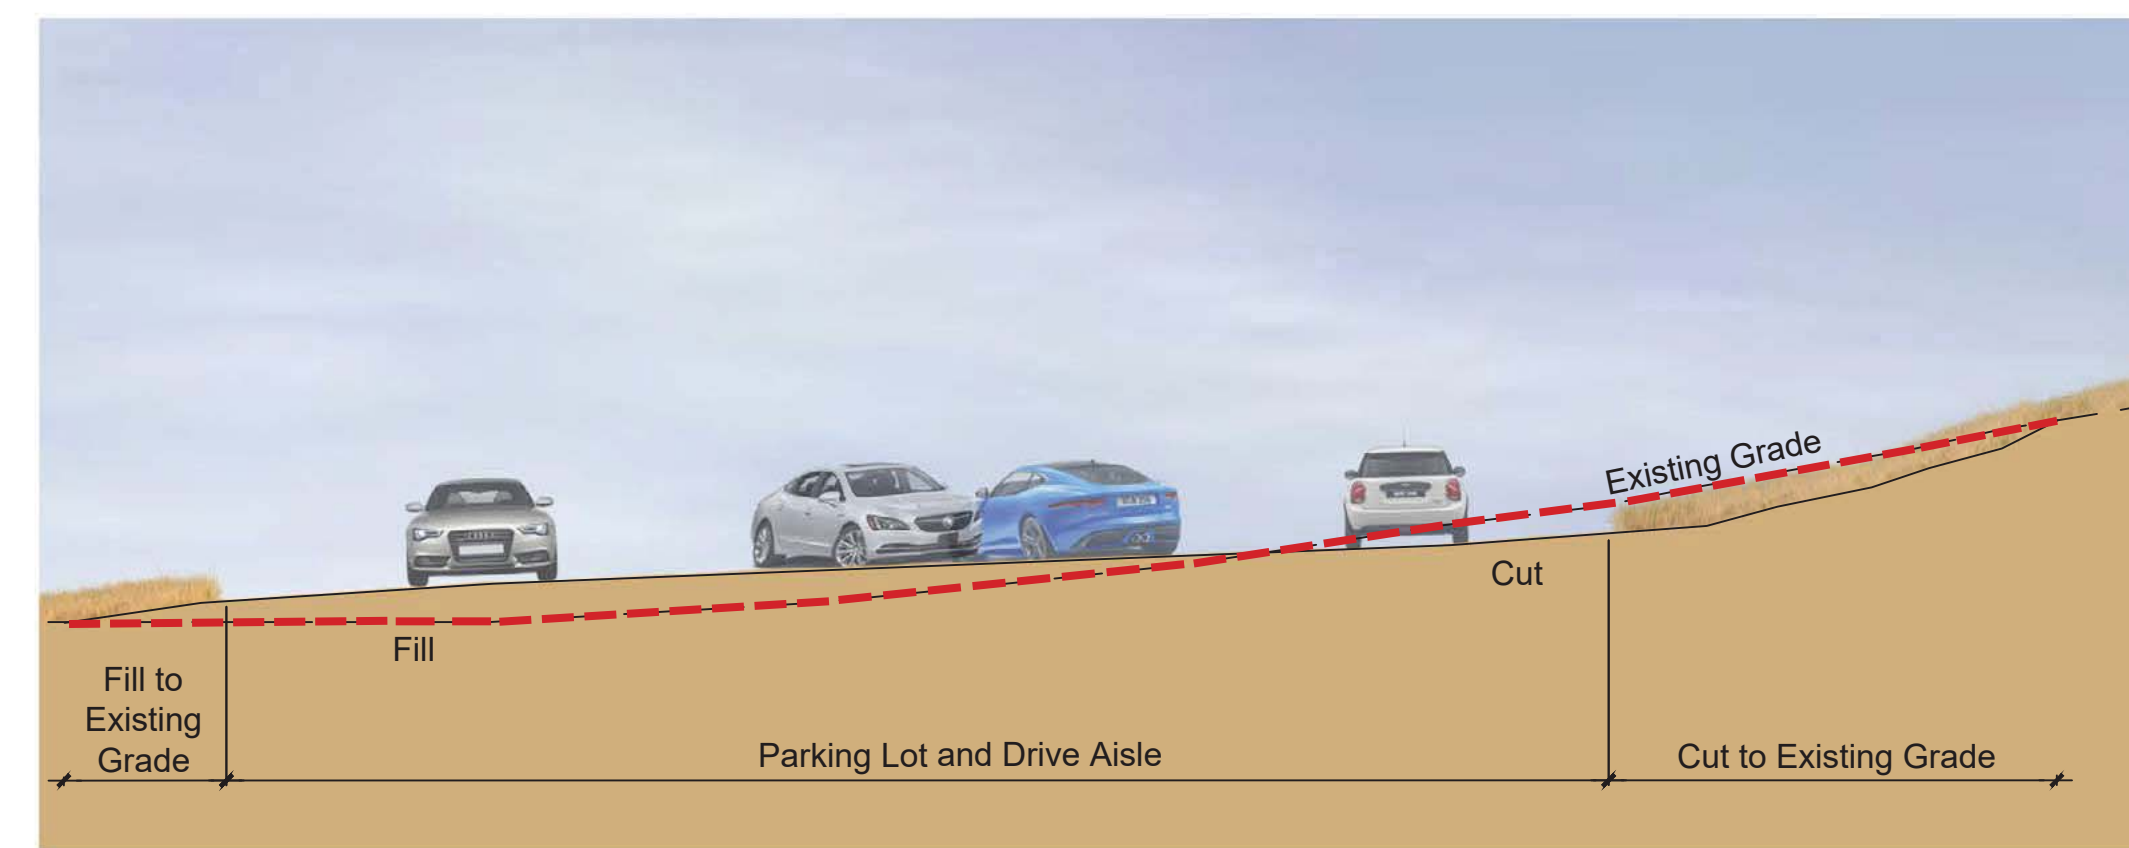 Existing Grade
Cut
Fill
Fill to
Existing
Grade
Parking Lot and Drive Aisle
Cut to Existing Grade